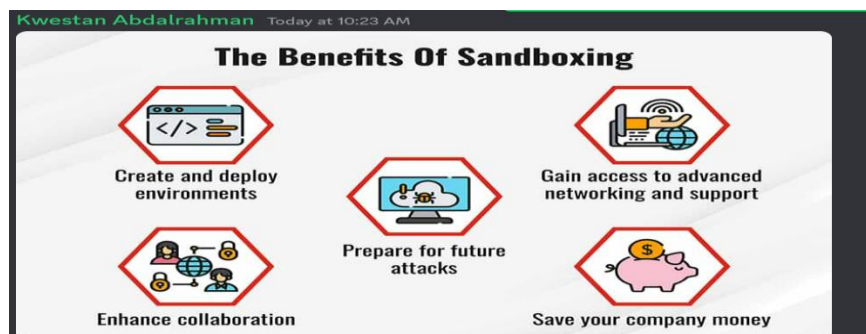 Kwestan Abdalrahman Today at 10:23 AM
The Benefits Of Sandboxing
</>
Create and deploy
environments
Gain access to advanced
networking and support
Prepare for future
attacks
Enhance collaboration
$
Save your company money